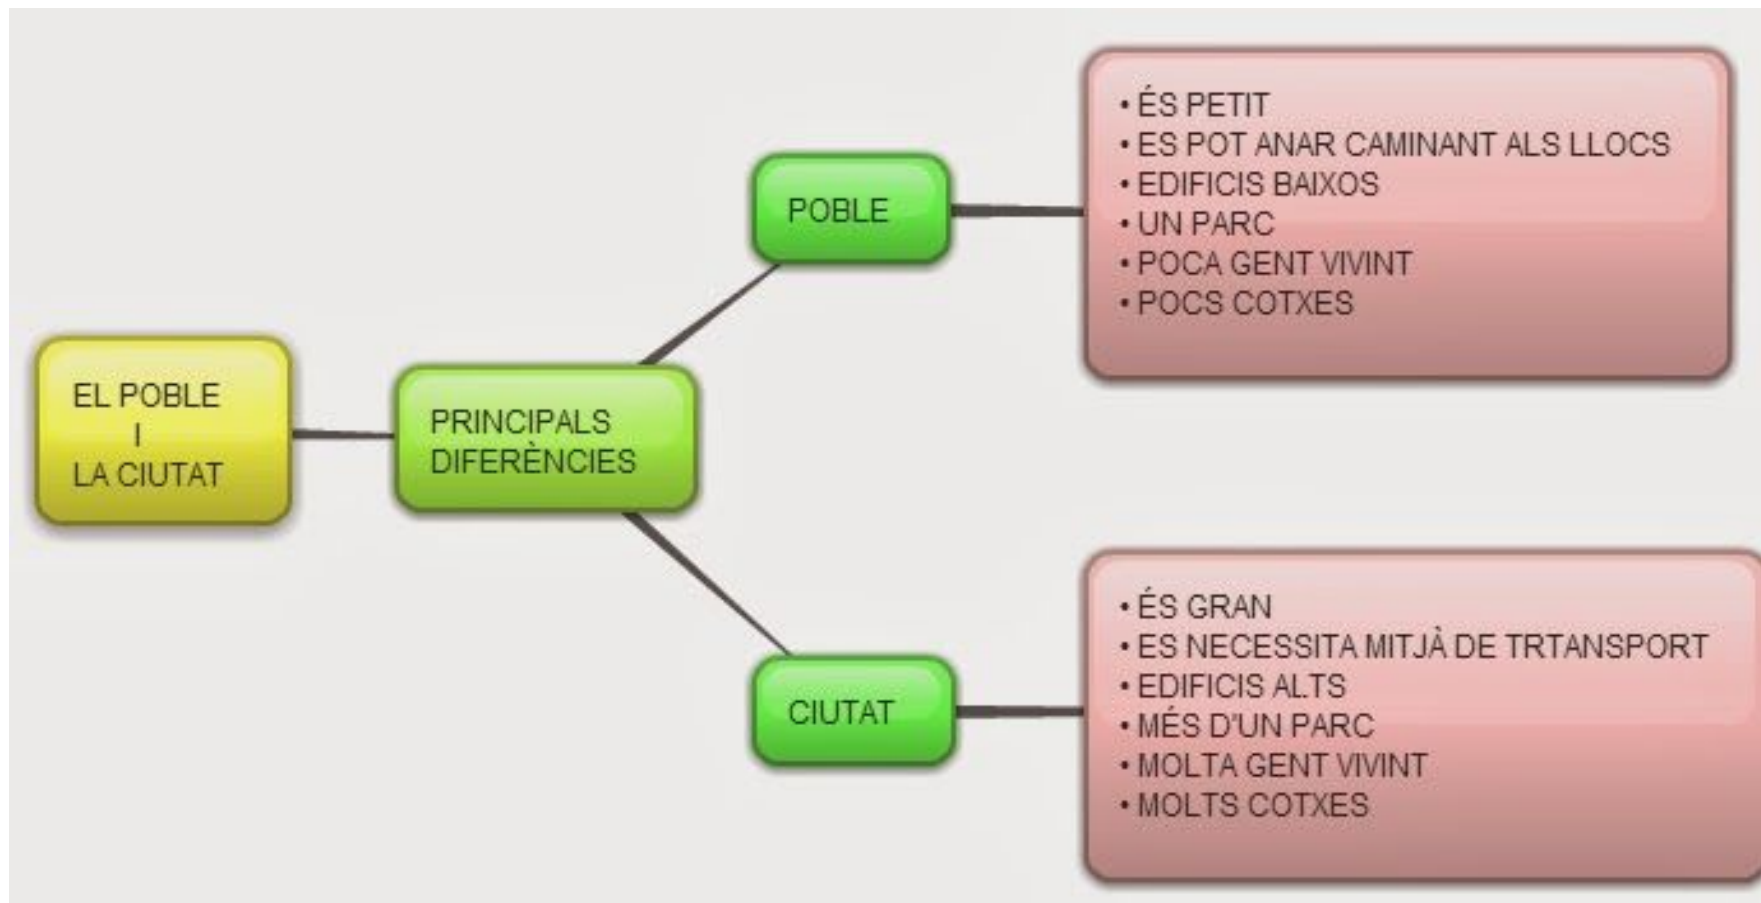 EL POBLE
I
LA CIUTAT
PRINCIPALS
DIFERÈNCIES
POBLE
• ÉS PETIT
• ES POT ANAR CAMINANT ALS LLOCS
• EDIFICIS BAIXOS
• UN PARC
• POCA GENT VIVINT
• POCS COTXES
CIUTAT
• ÉS GRAN
• ES NECESSITA MITJÀ DE TRTANSPORT
• EDIFICIS ALTS
• MÉS D'UN PARC
• MOLTA GENT VIVINT
• MOLTS COTXES